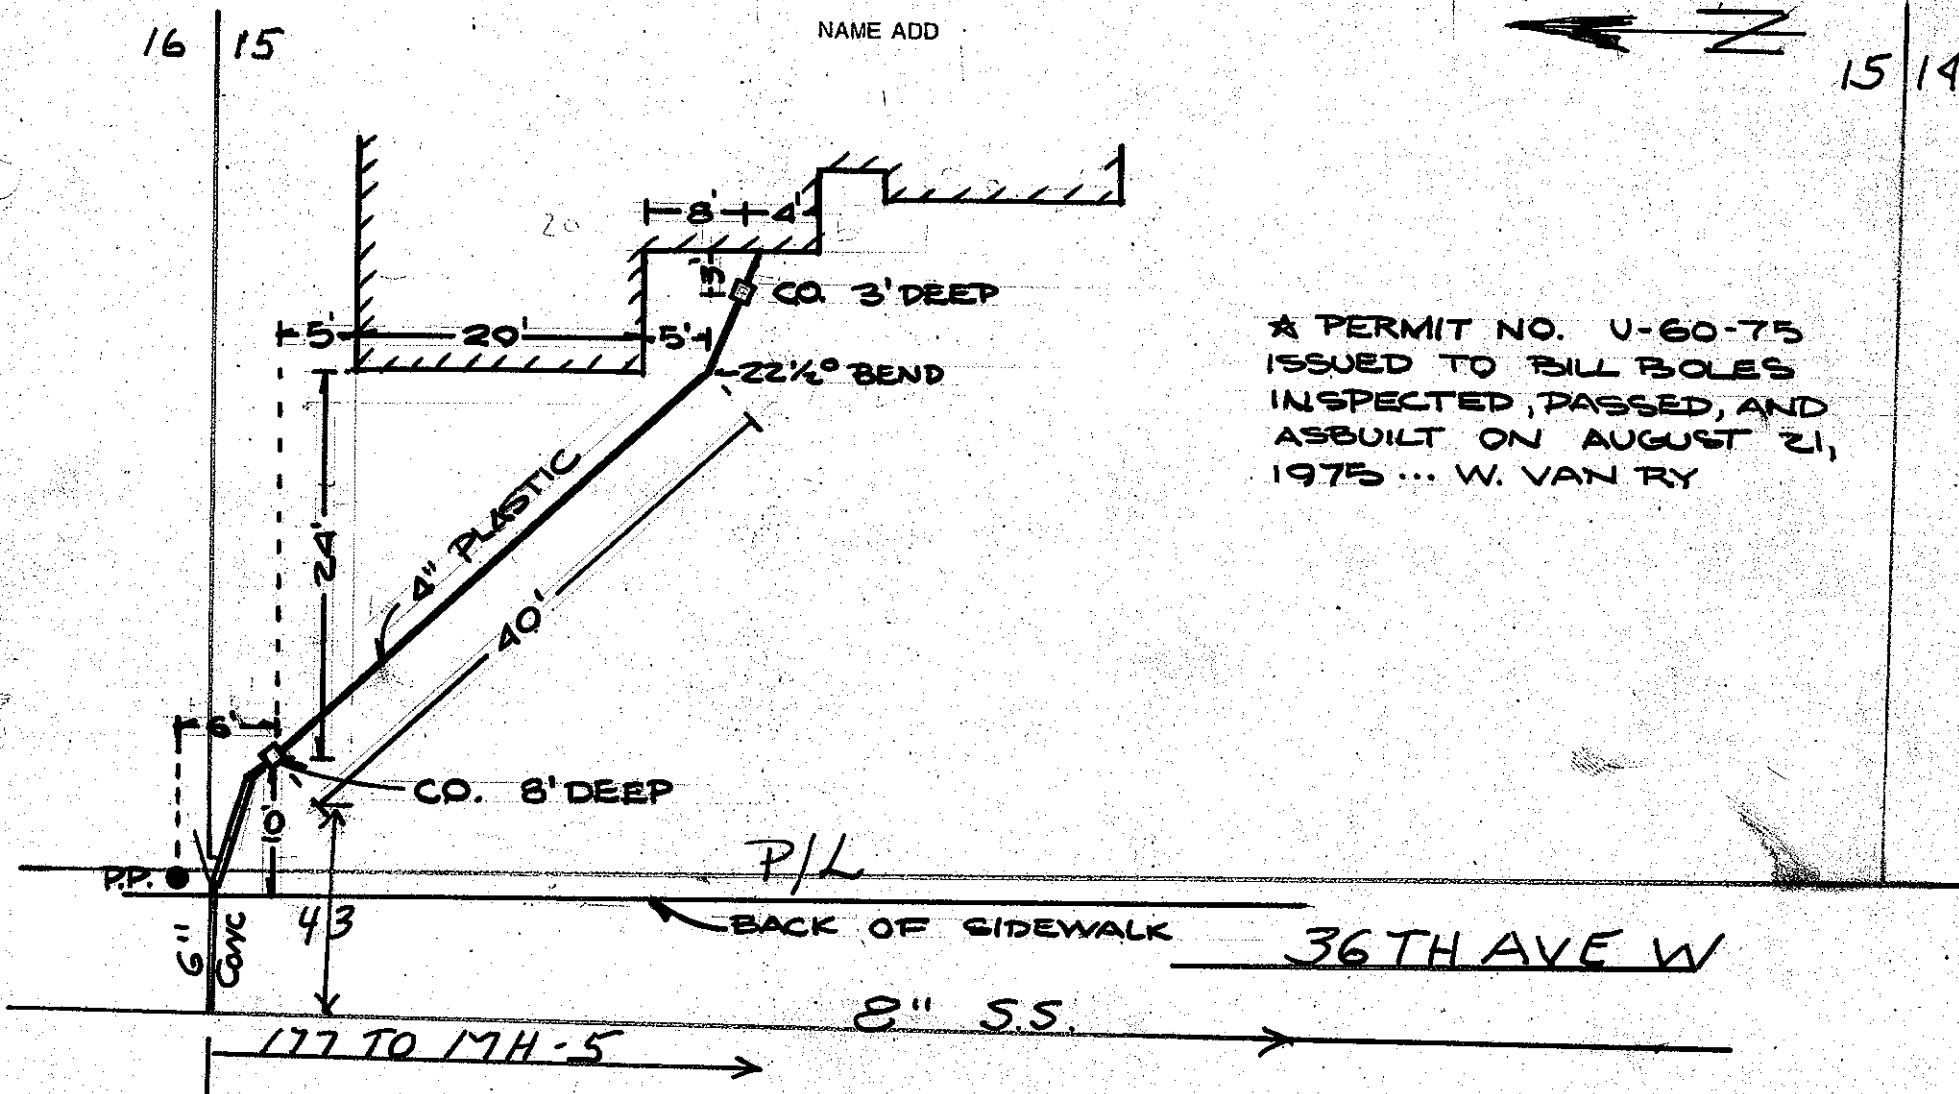 NAME ADD
N
16 15
15 14
8' 4'
20
3'
CO. 3' DEEP
5' 20' 5'
22½° BEND
☆ PERMIT NO. U-60-75
ISSUED TO BILL BOLES
INSPECTED, PASSED, AND
ASBUILT ON AUGUST 21,
1975 ... W. VAN RY
4" PLASTIC
24'
40'
6'
CO. 8' DEEP
10'
P/L
P.P.
6" CONC
43
BACK OF SIDEWALK
36TH AVE W
8" S.S.
177 TO MH-5